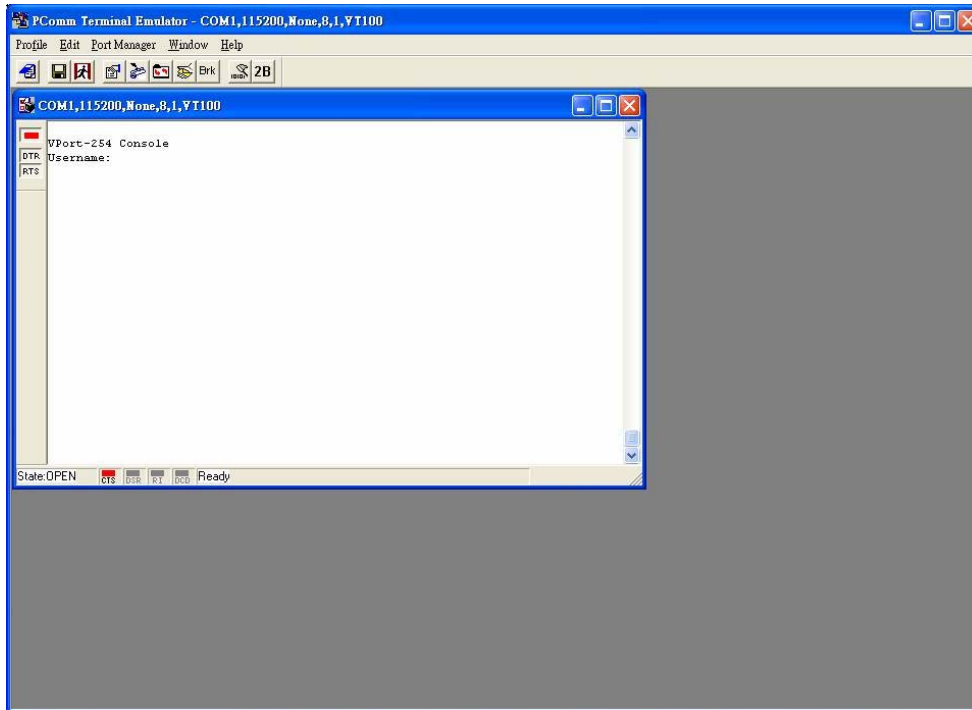 PComm Terminal Emulator - COM1,115200,None,8,1,VT100
Profile Edit Port Manager Window Help
Brk 2B
COM1,115200,None,8,1,VT100
VPort-254 Console
DTR
Username:
RTS
State:OPEN CTS DSR RI DCD Ready